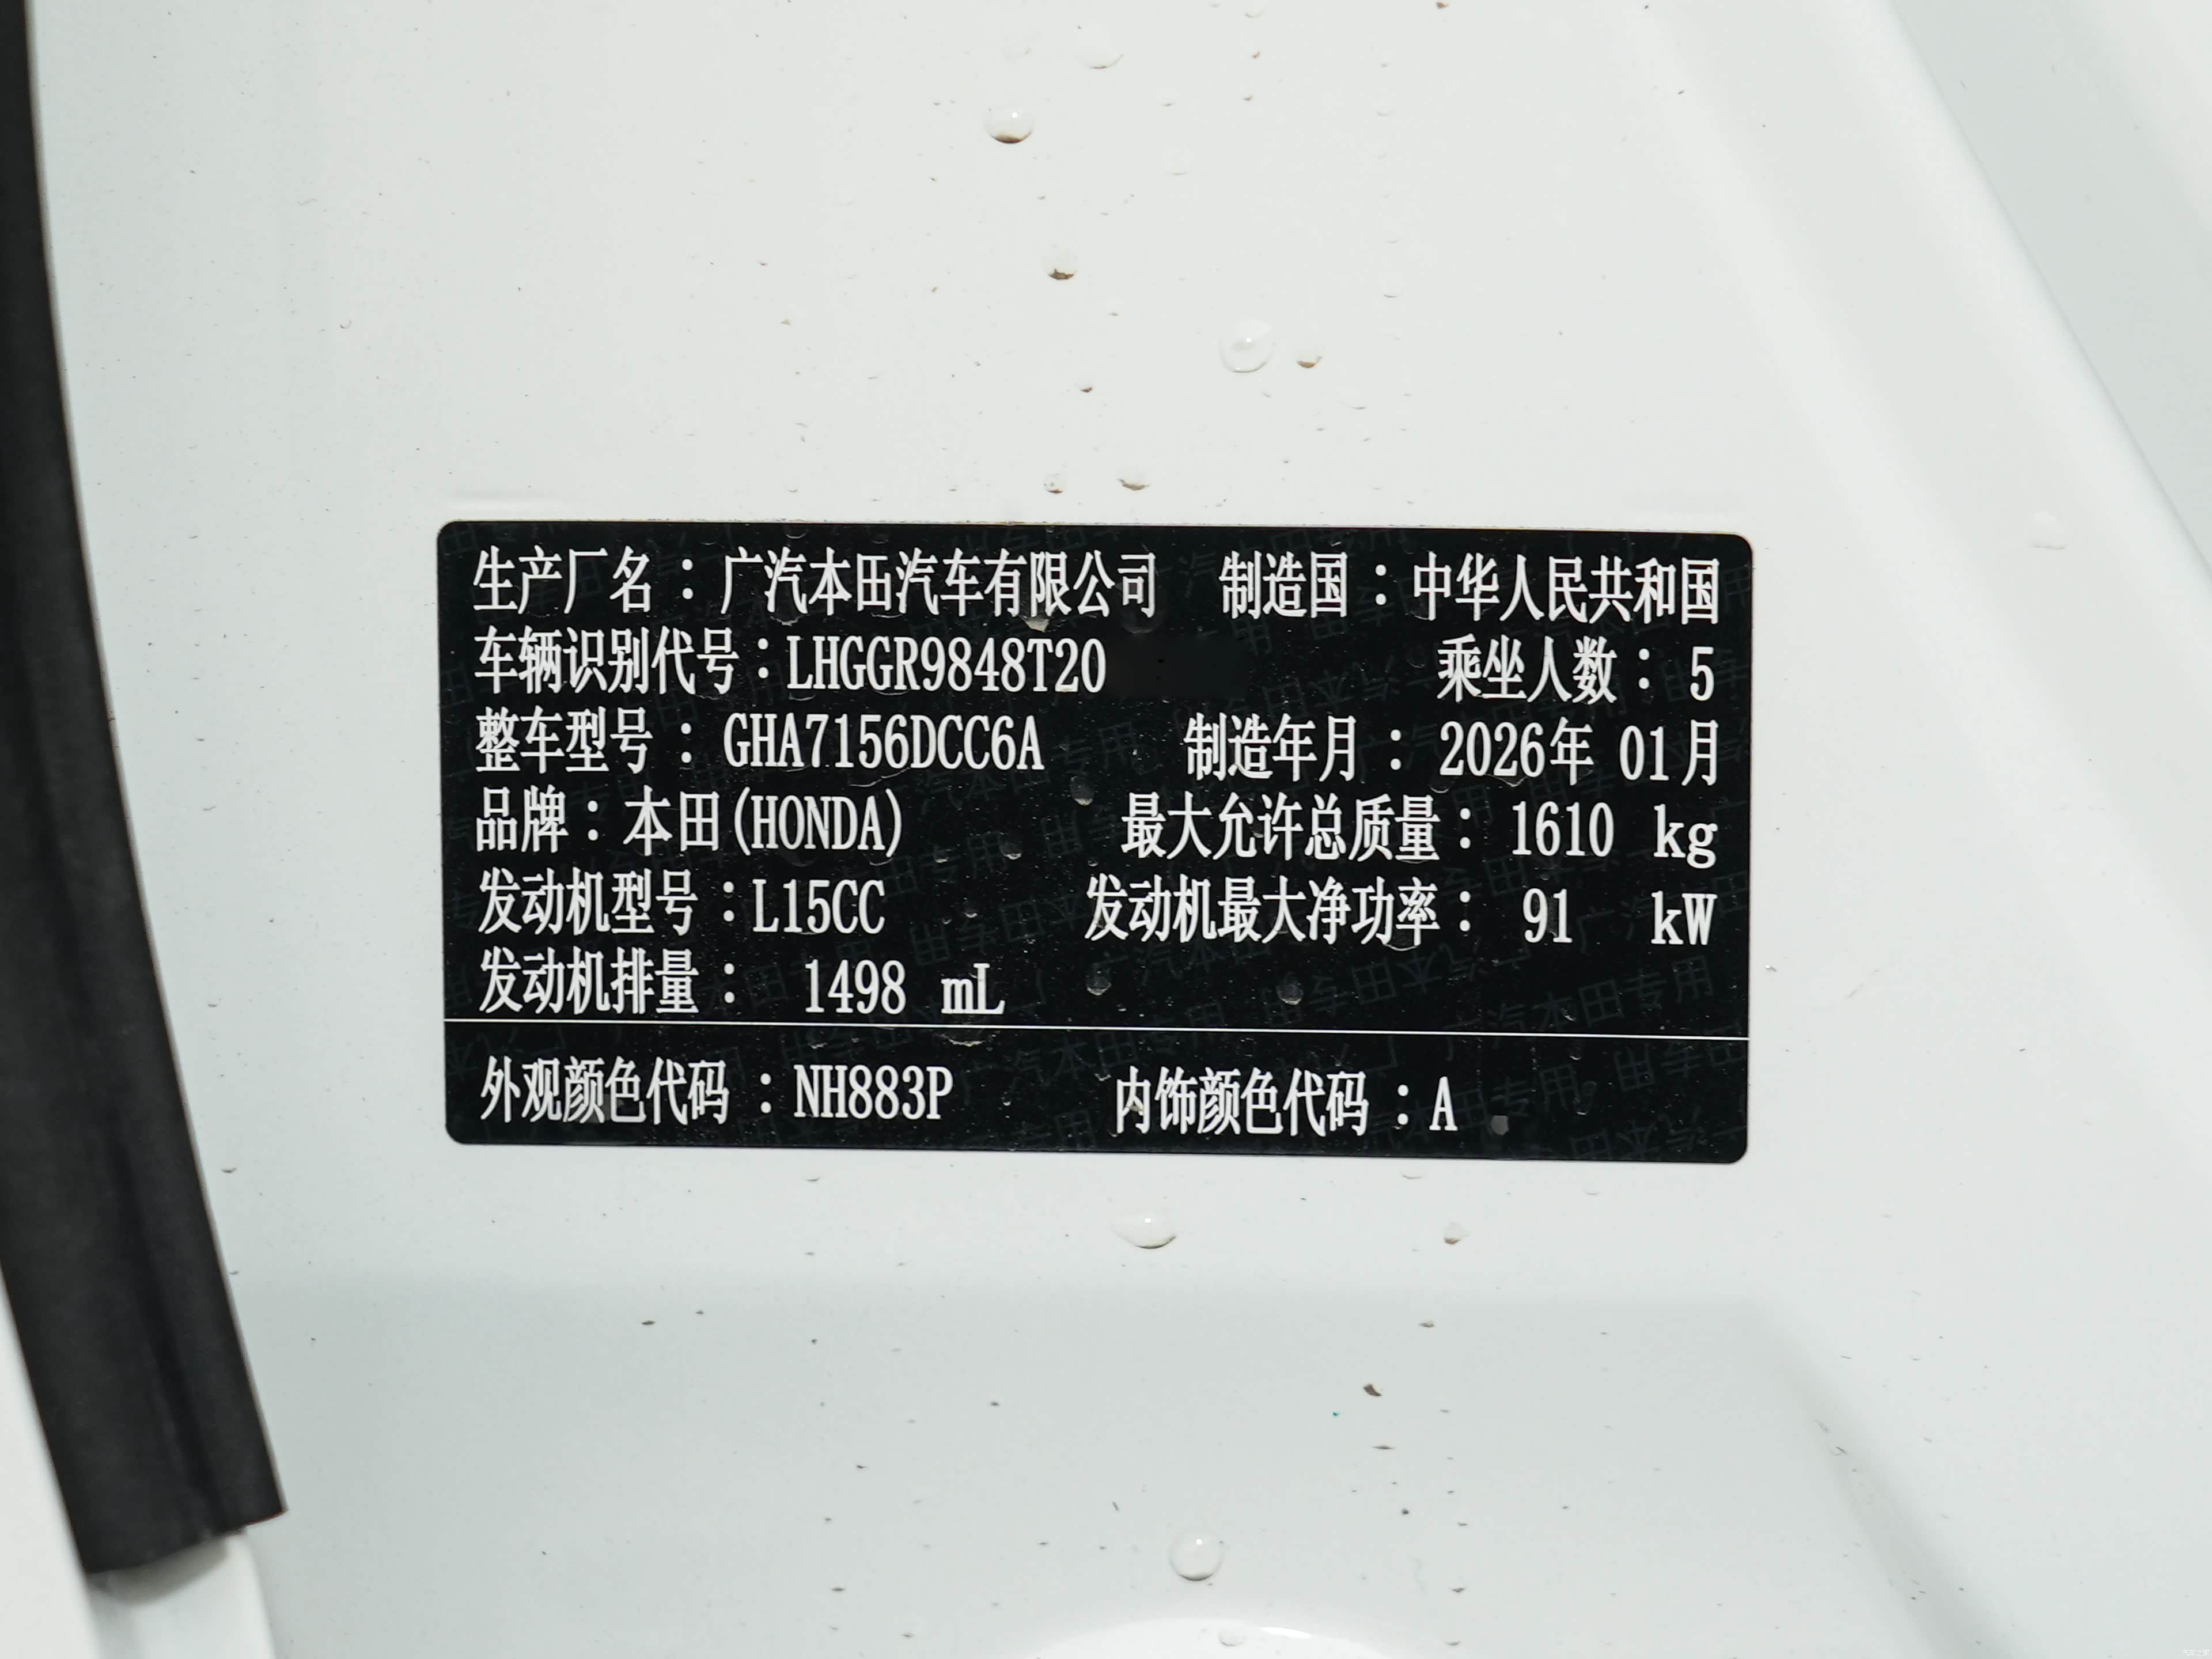 生产厂名：广汽本田汽车有限公司 制造国：中华人民共和国
车辆识别代号：LHGGR9848T20 乘坐人数：5
整车型号：GHA7156DCC6A 制造年月：2026年 01月
品牌：本田(HONDA) 最大允许总质量：1610 kg
发动机型号：L15CC 发动机最大净功率：91 kW
发动机排量：1498 mL
外观颜色代码：NH883P 内饰颜色代码：A